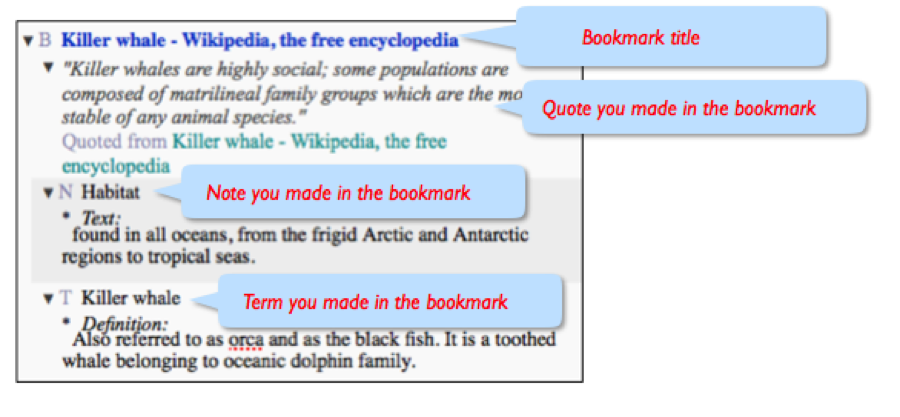 ▼ B Killer whale - Wikipedia, the free encyclopedia
Bookmark title
▼ "Killer whales are highly social; some populations are
composed of matrilineal family groups which are the
stable of any animal species."
Quote you made in the bookmark
Quoted from Killer whale - Wikipedia, the free
encyclopedia
▼ N Habitat
Note you made in the bookmark
* Text:
found in all oceans, from the frigid Arctic and Antarctic
regions to tropical seas.
▼ T Killer whale
Term you made in the bookmark
* Definition:
Also referred to as orca and as the black fish. It is a toothed
whale belonging to oceanic dolphin family.